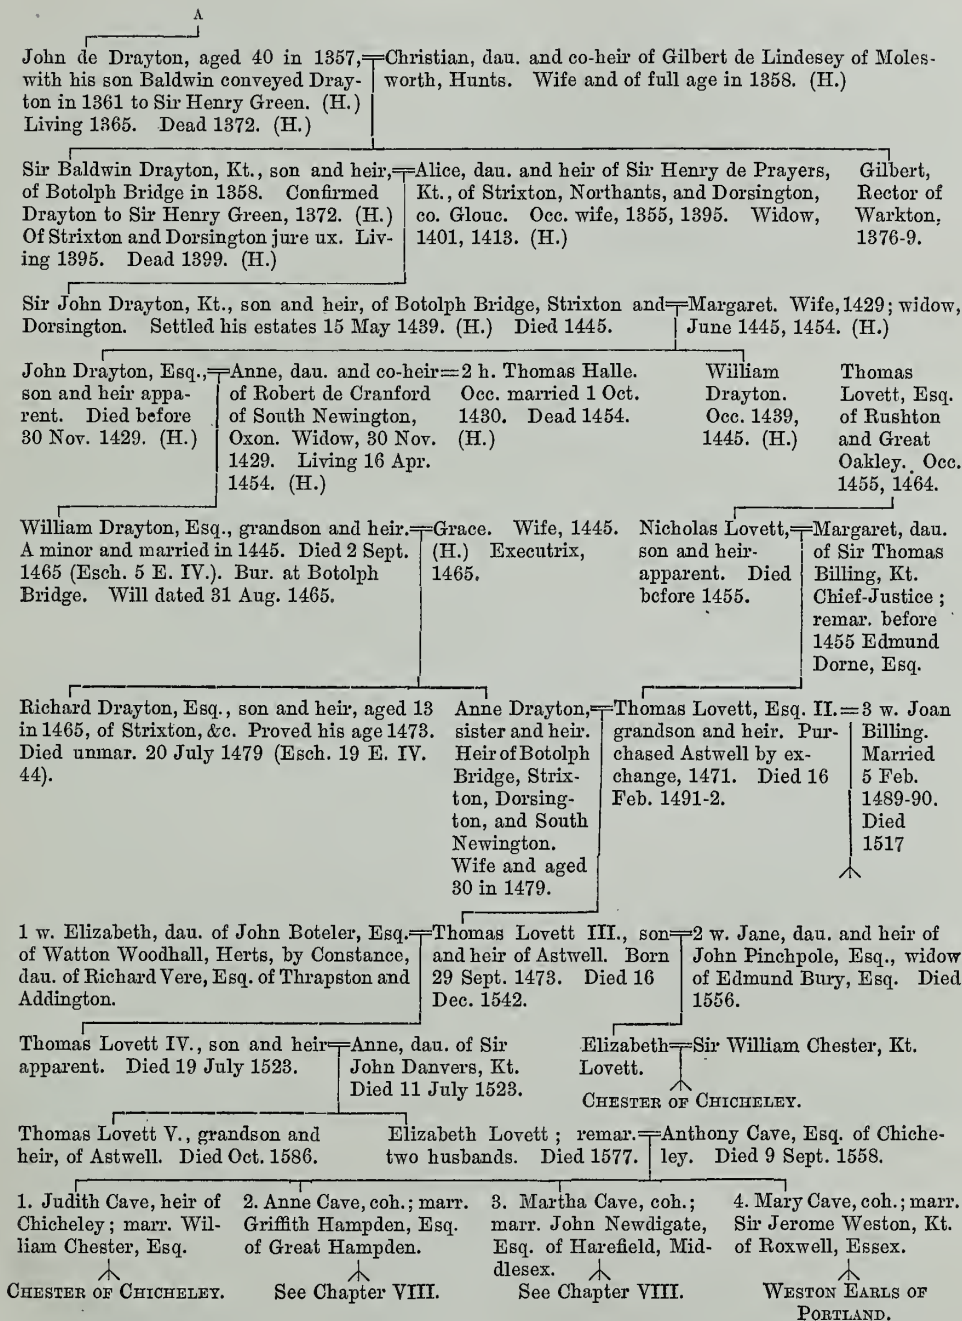 A
John de Drayton, aged 40 in 1357,
with his son Baldwin conveyed Dray-
ton in 1361 to Sir Henry Green. (H.)
Living 1365. Dead 1372. (H.)
Christian, dau. and co-heir of Gilbert de Lindesey of Moles-
worth, Hunts. Wife and of full age in 1358. (H.)
Sir Baldwin Drayton, Kt., son and heir,
of Botolph Bridge in 1358. Confirmed
Drayton to Sir Henry Green, 1372. (H.)
Of Strixton and Dorsington jure ux. Liv-
ing 1395. Dead 1399. (H.)
Alice, dau. and heir of Sir Henry de Prayers,
Kt., of Strixton, Northants, and Dorsington,
co. Glouc. Occ. wife, 1355, 1395. Widow,
1401, 1413. (H.)
Gilbert,
Rector of
Warkton,
1376-9.
Sir John Drayton, Kt., son and heir, of Botolph Bridge, Strixton and
Dorsington. Settled his estates 15 May 1439. (H.) Died 1445.
Margaret. Wife, 1429; widow,
June 1445, 1454. (H.)
John Drayton, Esq.,
son and heir appa-
rent. Died before
30 Nov. 1429. (H.)
Anne, dau. and co-heir
of Robert de Cranford
of South Newington,
Oxon. Widow, 30 Nov.
1429. Living 16 Apr.
1454. (H.)
=2 h. Thomas Halle.
Occ. married 1 Oct.
1430. Dead 1454.
(H.)
William
Drayton.
Occ. 1439,
1445. (H.)
Thomas
Lovett, Esq.
of Rushton
and Great
Oakley. Occ.
1455, 1464.
William Drayton, Esq., grandson and heir.
A minor and married in 1445. Died 2 Sept.
1465 (Esch. 5 E. IV.). Bur. at Botolph
Bridge. Will dated 31 Aug. 1465.
Grace. Wife, 1445.
(H.) Executrix,
1465.
Nicholas Lovett,
son and heir-
apparent. Died
before 1455.
Margaret, dau.
of Sir Thomas
Billing, Kt.
Chief-Justice;
remar. before
1455 Edmund
Dorne, Esq.
Richard Drayton, Esq., son and heir, aged 13
in 1465, of Strixton, &c. Proved his age 1473.
Died unmar. 20 July 1479 (Esch. 19 E. IV.
44).
Anne Drayton,
sister and heir.
Heir of Botolph
Bridge, Strix-
ton, Dorsing-
ton, and South
Newington.
Wife and aged
30 in 1479.
Thomas Lovett, Esq. II.
grandson and heir. Pur-
chased Astwell by ex-
change, 1471. Died 16
Feb. 1491-2.
=3 w. Joan
Billing.
Married
5 Feb.
1489-90.
Died
1517
1 w. Elizabeth, dau. of John Boteler, Esq.
of Watton Woodhall, Herts, by Constance,
dau. of Richard Vere, Esq. of Thrapston and
Addington.
Thomas Lovett III., son
and heir of Astwell. Born
29 Sept. 1473. Died 16
Dec. 1542.
2 w. Jane, dau. and heir of
John Pinchpole, Esq., widow
of Edmund Bury, Esq. Died
1556.
Thomas Lovett IV., son and heir
apparent. Died 19 July 1523.
Anne, dau. of Sir
John Danvers, Kt.
Died 11 July 1523.
Elizabeth
Lovett.
Sir William Chester, Kt.
CHESTER OF CHICHELEY.
Thomas Lovett V., grandson and
heir, of Astwell. Died Oct. 1586.
Elizabeth Lovett; remar.
two husbands. Died 1577.
Anthony Cave, Esq. of Chiche-
ley. Died 9 Sept. 1558.
1. Judith Cave, heir of
Chicheley; marr. Wil-
liam Chester, Esq.
CHESTER OF CHICHELEY.
2. Anne Cave, coh.; marr.
Griffith Hampden, Esq.
of Great Hampden.
See Chapter VIII.
3. Martha Cave, coh.;
marr. John Newdigate,
Esq. of Harefield, Mid-
dlesex.
See Chapter VIII.
4. Mary Cave, coh.; marr.
Sir Jerome Weston, Kt.
of Roxwell, Essex.
WESTON EARLS OF
PORTLAND.